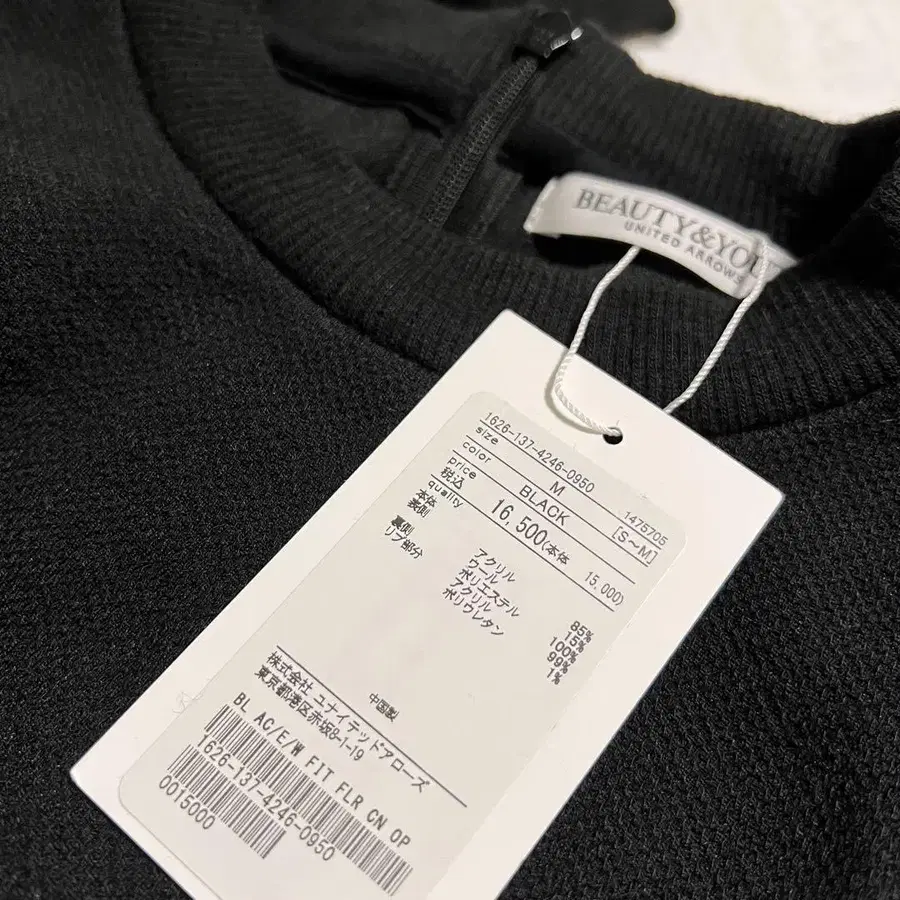 BEAUTY&YOU
UNITED ARROWS
1626-137-4246-0950
1475705
size M [S~M]
color BLACK
price
税込 16,500(本体 15,000)
quality
本体
表側 アクリル 85%
ウール 15%
裏側 ポリエステル 100%
リブ部分 アクリル 99%
ポリウレタン 1%
中国製
株式会社 ユナイテッドアローズ
東京都港区赤坂8-1-19
BL AC/E/W FIT FLR CN OP
1626-137-4246-0950
0015000